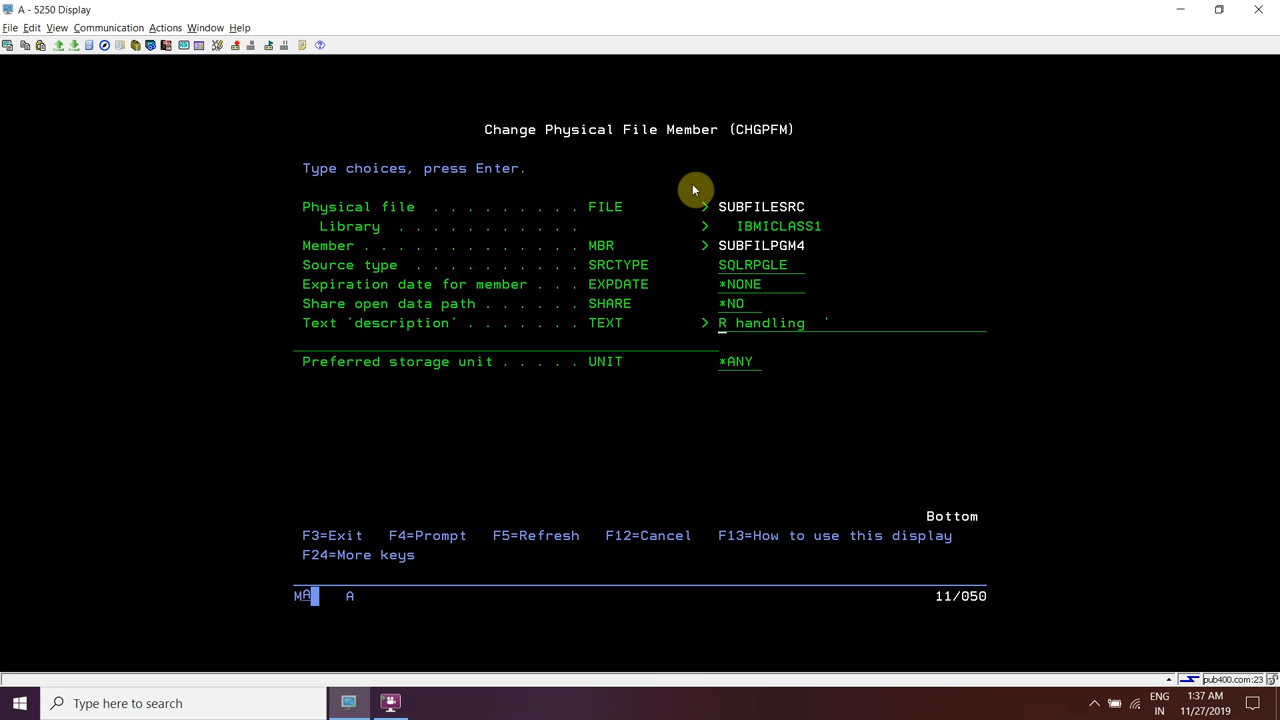 A - 5250 Display
File Edit View Communication Actions Window Help
Change Physical File Member (CHGPFM)
Type choices, press Enter.
Physical file . . . . . . . . . FILE > SUBFILESRC
Library . . . . . . . . . . . > IBMICLASS1
Member . . . . . . . . . . . . . MBR > SUBFILPGM4
Source type . . . . . . . . . . SRCTYPE SQLRPGLE
Expiration date for member . . . EXPDATE *NONE
Share open data path . . . . . . SHARE *NO
Text 'description' . . . . . . . TEXT > R handling '
Preferred storage unit . . . . . UNIT *ANY
Bottom
F3=Exit F4=Prompt F5=Refresh F12=Cancel F13=How to use this display
F24=More keys
MA A 11/050
pub400.com:23
Type here to search
ENG 1:37 AM
IN 11/27/2019